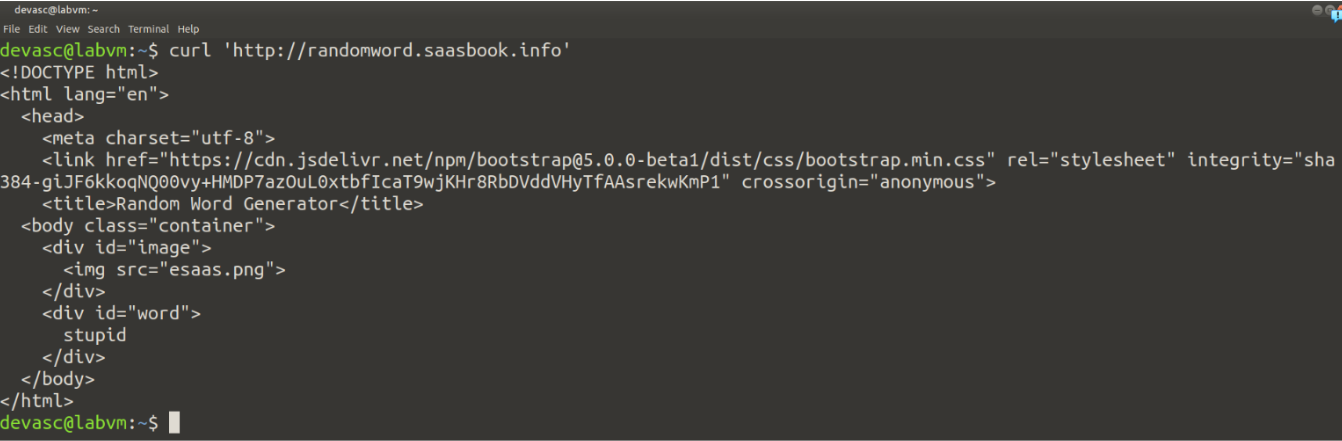 devasc@labvm: ~
File Edit View Search Terminal Help
devasc@labvm:~$ curl 'http://randomword.saasbook.info'
<!DOCTYPE html>
<html lang="en">
  <head>
    <meta charset="utf-8">
    <link href="https://cdn.jsdelivr.net/npm/bootstrap@5.0.0-beta1/dist/css/bootstrap.min.css" rel="stylesheet" integrity="sha
384-giJF6kkoqNQ00vy+HMDP7azOuL0xtbfIcaT9wjKHr8RbDVddVHyTfAAsrekwKmP1" crossorigin="anonymous">
    <title>Random Word Generator</title>
  <body class="container">
    <div id="image">
      <img src="esaas.png">
    </div>
    <div id="word">
      stupid
    </div>
  </body>
</html>
devasc@labvm:~$